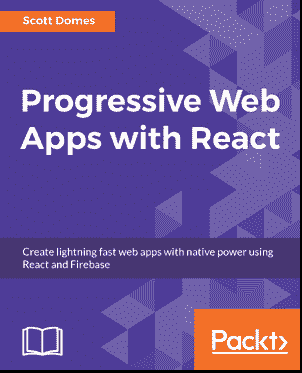 Scott Domes
Progressive Web
Apps with React
Create lightning fast web apps with native power using
React and Firebase
Packt>